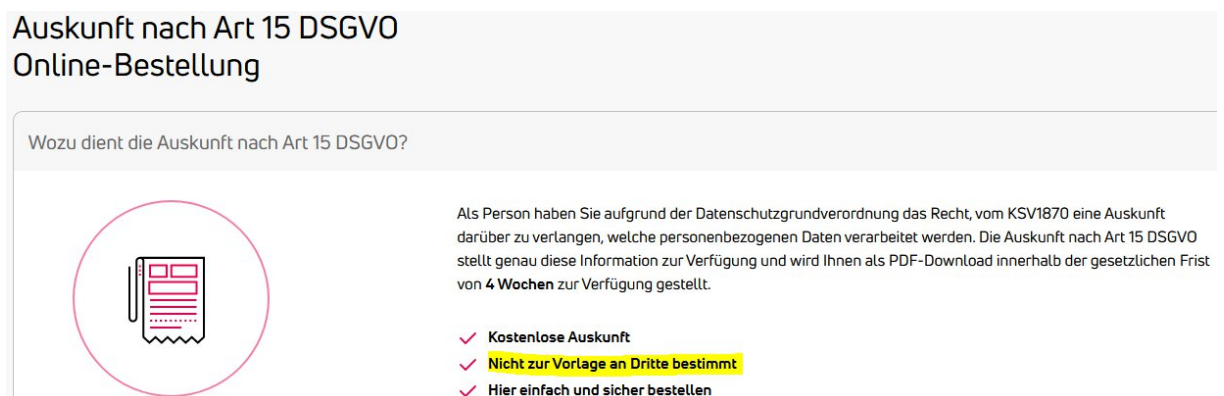 Auskunft nach Art 15 DSGVO
Online-Bestellung
Wozu dient die Auskunft nach Art 15 DSGVO?
Als Person haben Sie aufgrund der Datenschutzgrundverordnung das Recht, vom KSV1870 eine Auskunft
darüber zu verlangen, welche personenbezogenen Daten verarbeitet werden. Die Auskunft nach Art 15 DSGVO
stellt genau diese Information zur Verfügung und wird Ihnen als PDF-Download innerhalb der gesetzlichen Frist
von 4 Wochen zur Verfügung gestellt.
Kostenlose Auskunft
Nicht zur Vorlage an Dritte bestimmt
Hier einfach und sicher bestellen